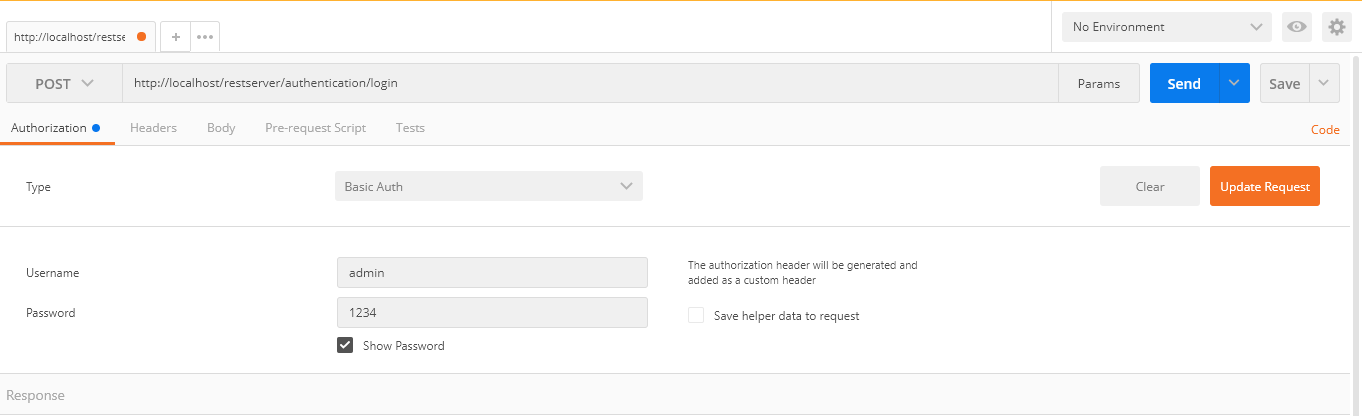 http://localhost/restse
+
•••
No Environment
POST
http://localhost/restserver/authentication/login
Params
Send
Save
Authorization
Headers
Body
Pre-request Script
Tests
Code
Type
Basic Auth
Clear
Update Request
Username
admin
The authorization header will be generated and
added as a custom header
Password
1234
Save helper data to request
Show Password
Response